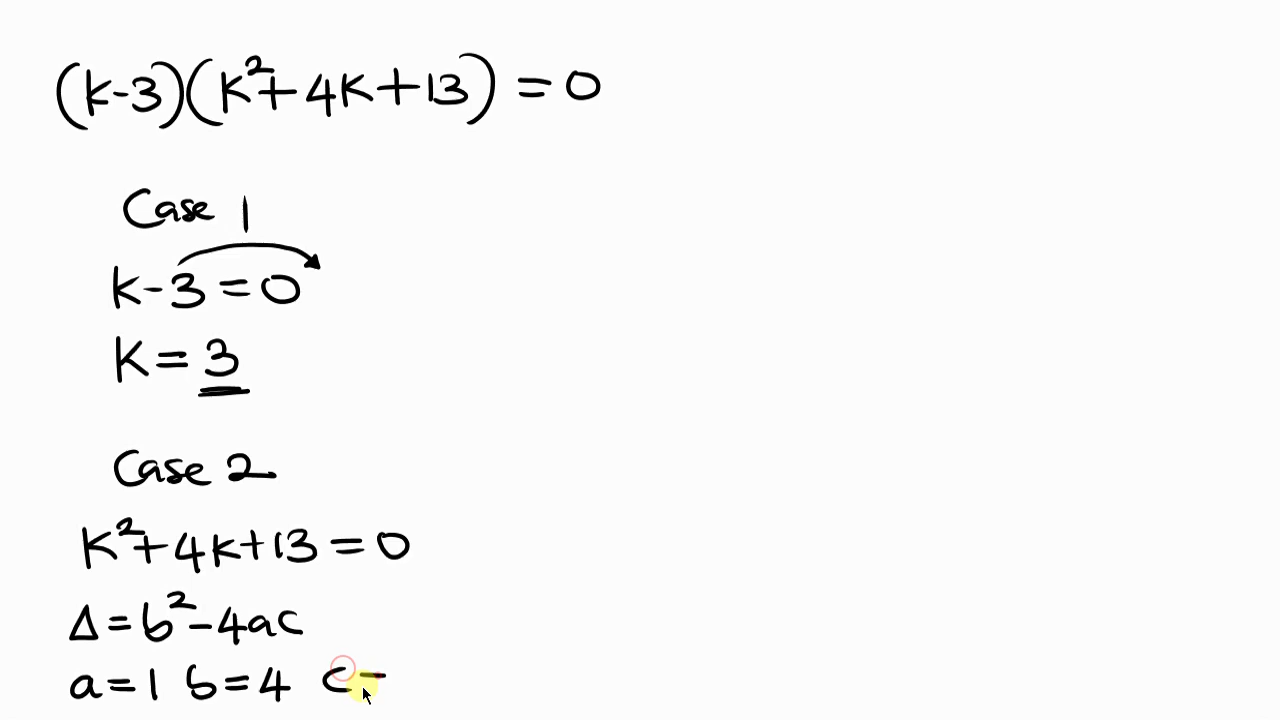 (k-3)(k²+4k+13) = 0
Case 1
k-3=0
k=3
Case 2
k²+4k+13=0
Δ=b²-4ac
a=1 b=4 c-